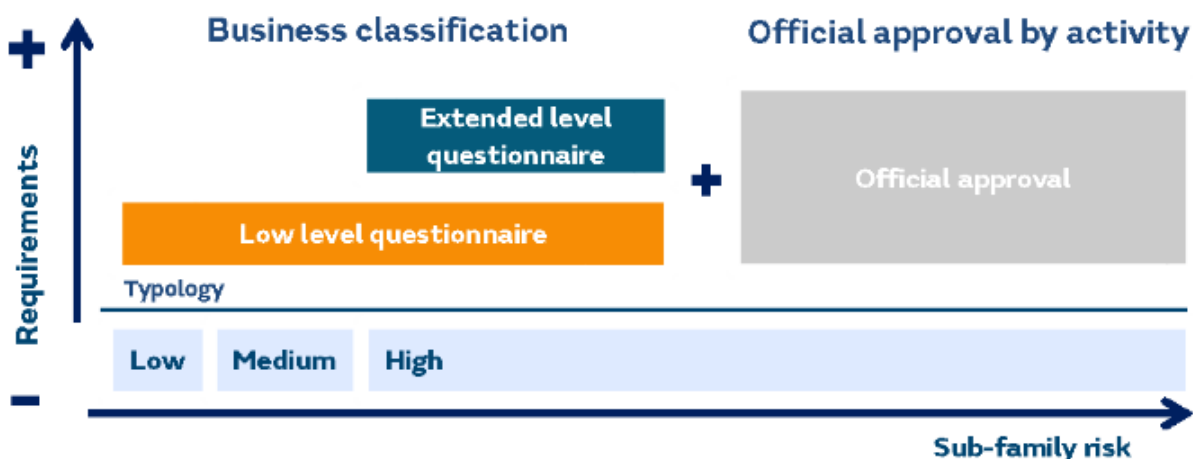 Business classification
Official approval by activity
+
Requirements
−
Extended level
questionnaire
+
Official approval
Low level questionnaire
Typology
Low
Medium
High
Sub-family risk